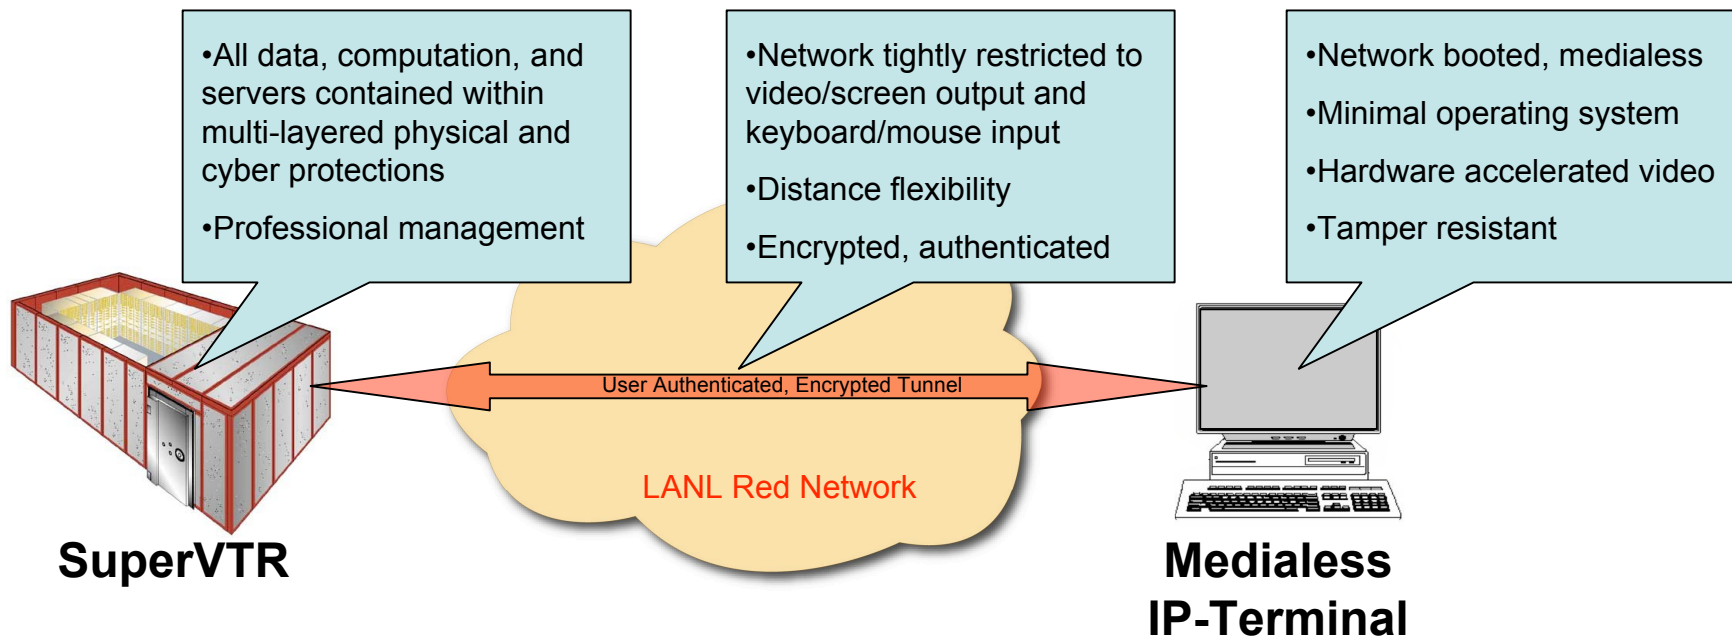 •All data, computation, and
servers contained within
multi-layered physical and
cyber protections
•Professional management
•Network tightly restricted to
video/screen output and
keyboard/mouse input
•Distance flexibility
•Encrypted, authenticated
•Network booted, medialess
•Minimal operating system
•Hardware accelerated video
•Tamper resistant
User Authenticated, Encrypted Tunnel
LANL Red Network
SuperVTR
Medialess
IP-Terminal